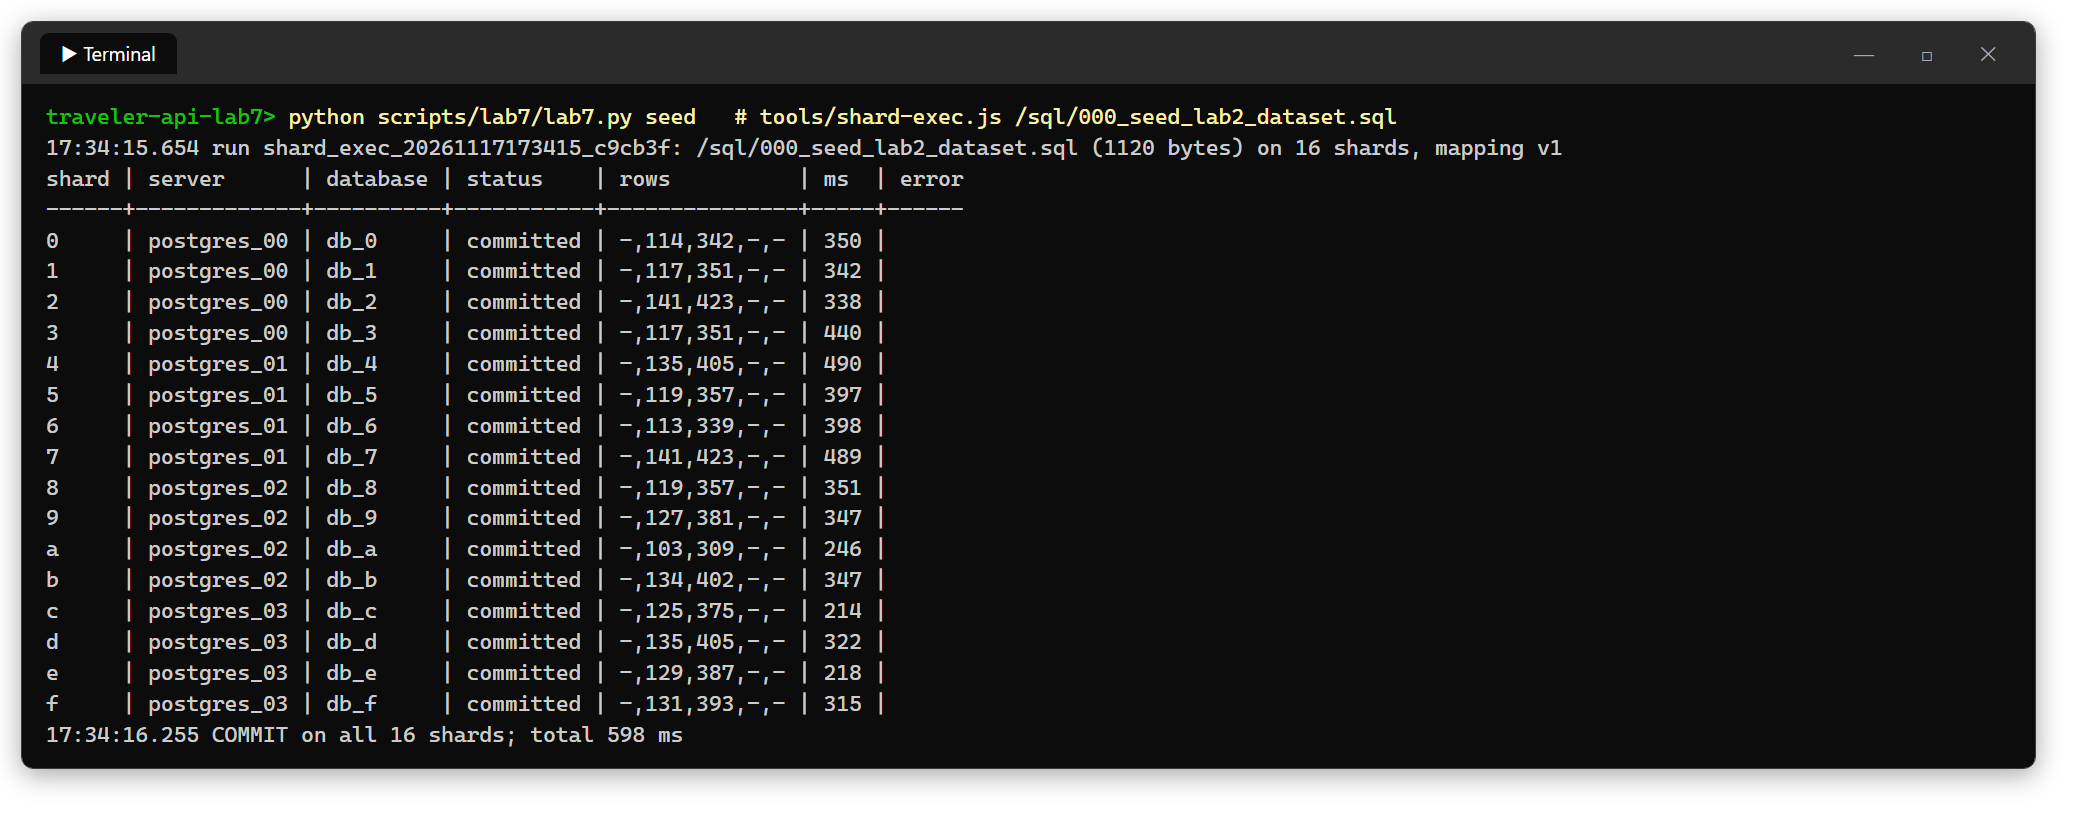 ▶ Terminal
traveler-api-lab7> python scripts/lab7/lab7.py seed   # tools/shard-exec.js /sql/000_seed_lab2_dataset.sql
17:34:15.654 run shard_exec_20261117173415_c9cb3f: /sql/000_seed_lab2_dataset.sql (1120 bytes) on 16 shards, mapping v1
shard | server      | database | status    | rows          | ms  | error
------+-------------+----------+-----------+---------------+-----+------
0     | postgres_00 | db_0     | committed | -,114,342,-,- | 350 |
1     | postgres_00 | db_1     | committed | -,117,351,-,- | 342 |
2     | postgres_00 | db_2     | committed | -,141,423,-,- | 338 |
3     | postgres_00 | db_3     | committed | -,117,351,-,- | 440 |
4     | postgres_01 | db_4     | committed | -,135,405,-,- | 490 |
5     | postgres_01 | db_5     | committed | -,119,357,-,- | 397 |
6     | postgres_01 | db_6     | committed | -,113,339,-,- | 398 |
7     | postgres_01 | db_7     | committed | -,141,423,-,- | 489 |
8     | postgres_02 | db_8     | committed | -,119,357,-,- | 351 |
9     | postgres_02 | db_9     | committed | -,127,381,-,- | 347 |
a     | postgres_02 | db_a     | committed | -,103,309,-,- | 246 |
b     | postgres_02 | db_b     | committed | -,134,402,-,- | 347 |
c     | postgres_03 | db_c     | committed | -,125,375,-,- | 214 |
d     | postgres_03 | db_d     | committed | -,135,405,-,- | 322 |
e     | postgres_03 | db_e     | committed | -,129,387,-,- | 218 |
f     | postgres_03 | db_f     | committed | -,131,393,-,- | 315 |
17:34:16.255 COMMIT on all 16 shards; total 598 ms